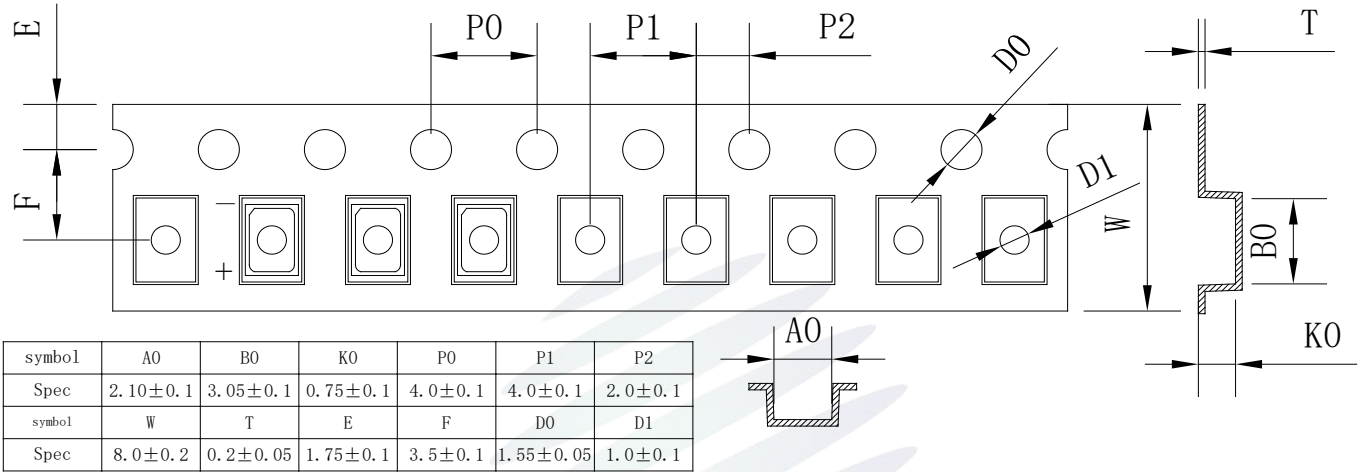 E
P0
P1
P2
D0
T
F
−
+
D1
W
B0
A0
K0
symbol A0 B0 K0 P0 P1 P2
Spec 2.10±0.1 3.05±0.1 0.75±0.1 4.0±0.1 4.0±0.1 2.0±0.1
symbol W T E F D0 D1
Spec 8.0±0.2 0.2±0.05 1.75±0.1 3.5±0.1 1.55±0.05 1.0±0.1